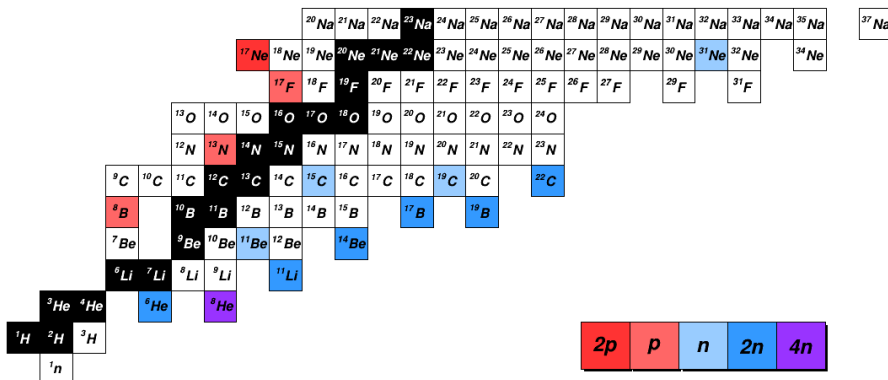 ²⁰Na ²¹Na ²²Na ²³Na ²⁴Na ²⁵Na ²⁶Na ²⁷Na ²⁸Na ²⁹Na ³⁰Na ³¹Na ³²Na ³³Na ³⁴Na ³⁵Na ³⁷Na
¹⁷Ne ¹⁸Ne ¹⁹Ne ²⁰Ne ²¹Ne ²²Ne ²³Ne ²⁴Ne ²⁵Ne ²⁶Ne ²⁷Ne ²⁸Ne ²⁹Ne ³⁰Ne ³¹Ne ³²Ne ³⁴Ne
¹⁷F ¹⁸F ¹⁹F ²⁰F ²¹F ²²F ²³F ²⁴F ²⁵F ²⁶F ²⁷F ²⁹F ³¹F
¹³O ¹⁴O ¹⁵O ¹⁶O ¹⁷O ¹⁸O ¹⁹O ²⁰O ²¹O ²²O ²³O ²⁴O
¹²N ¹³N ¹⁴N ¹⁵N ¹⁶N ¹⁷N ¹⁸N ¹⁹N ²⁰N ²¹N ²²N ²³N
⁹C ¹⁰C ¹¹C ¹²C ¹³C ¹⁴C ¹⁵C ¹⁶C ¹⁷C ¹⁸C ¹⁹C ²⁰C ²²C
⁸B ¹⁰B ¹¹B ¹²B ¹³B ¹⁴B ¹⁵B ¹⁷B ¹⁹B
⁷Be ⁹Be ¹⁰Be ¹¹Be ¹²Be ¹⁴Be
⁶Li ⁷Li ⁸Li ⁹Li ¹¹Li
³He ⁴He ⁶He ⁸He
¹H ²H ³H
¹n
2p p n 2n 4n